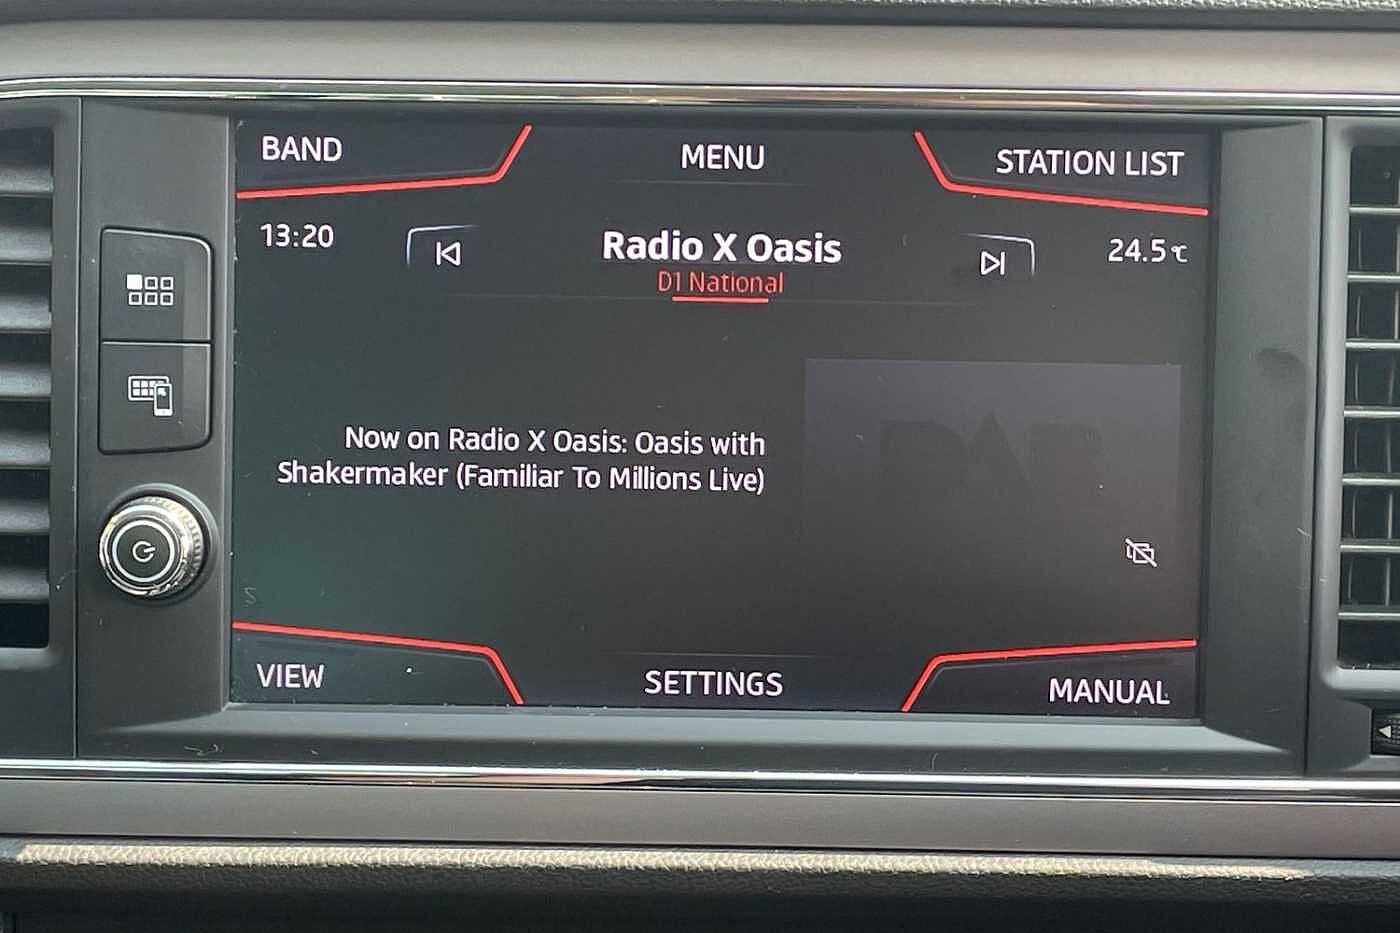 BAND
MENU
STATION LIST
13:20
Radio X Oasis
24.5°C
D1 National
Now on Radio X Oasis: Oasis with
Shakermaker (Familiar To Millions Live)
DAB
VIEW
SETTINGS
MANUAL